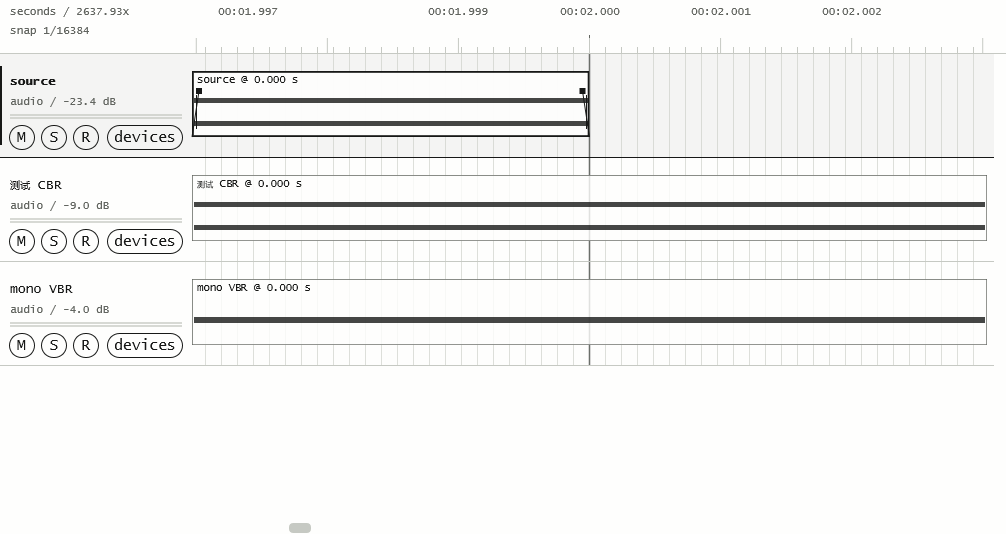 seconds / 2637.93x 00:01.997 00:01.999 00:02.000 00:02.001 00:02.002
snap 1/16384
source
audio / -23.4 dB
M S R devices
source @ 0.000 s
测试 CBR
audio / -9.0 dB
M S R devices
测试 CBR @ 0.000 s
mono VBR
audio / -4.0 dB
M S R devices
mono VBR @ 0.000 s